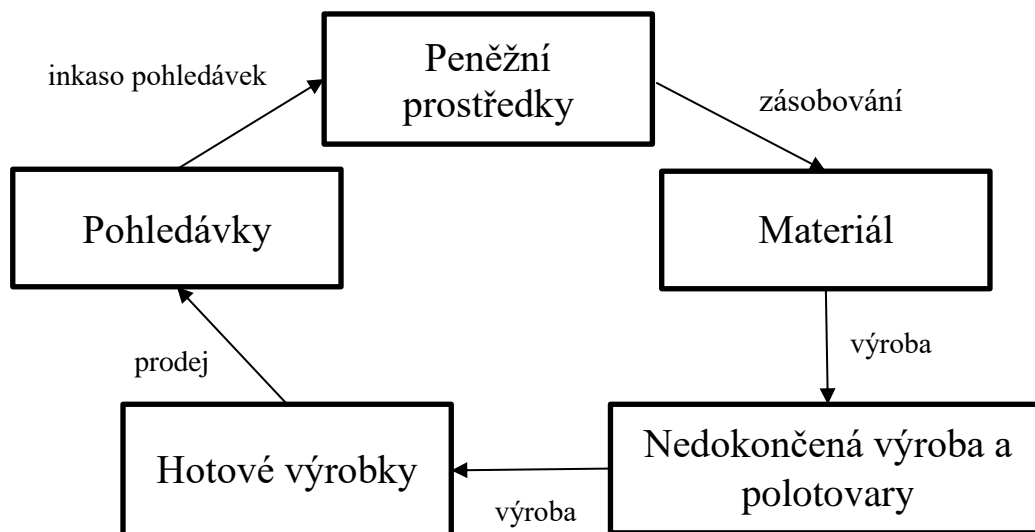 Peněžní
prostředky
inkaso pohledávek
zásobování
Pohledávky
Materiál
výroba
prodej
Hotové výrobky
Nedokončená výroba a
polotovary
výroba